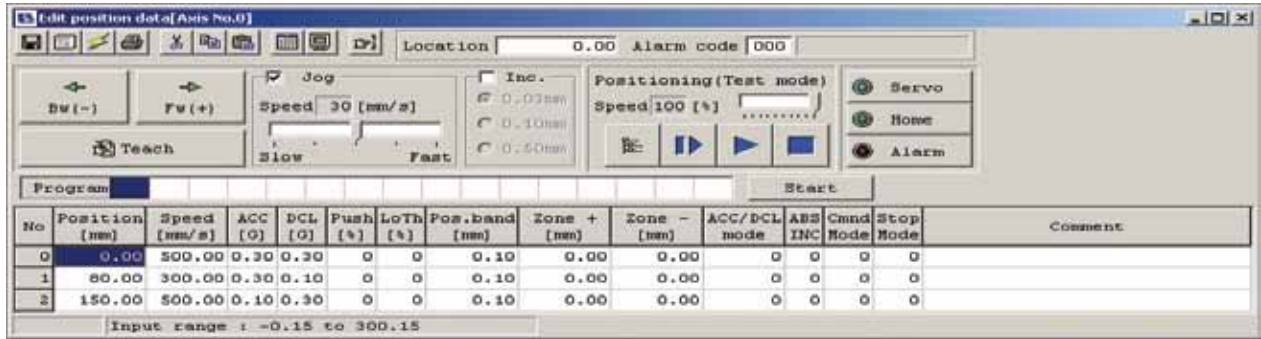 Edit position data[Axis No.0]
Location 0.00 Alarm code 000
Bw(-) Fw(+)
Teach
Jog
Speed 30 [mm/s]
Slow Fast
Inc.
0.03mm
0.10mm
0.50mm
Positioning(Test mode)
Speed 100 [%]
Servo
Home
Alarm
Program Start
No Position [mm] Speed [mm/s] ACC [G] DCL [G] Push [%] LoTh [%] Pos.band [mm] Zone + [mm] Zone - [mm] ACC/DCL mode ABS INC Cmnd Mode Stop Mode Comment
0 0.00 500.00 0.30 0.30 0 0 0.10 0.00 0.00 0 0 0 0
1 80.00 300.00 0.30 0.10 0 0 0.10 0.00 0.00 0 0 0 0
2 150.00 500.00 0.10 0.30 0 0 0.10 0.00 0.00 0 0 0 0
Input range : -0.15 to 300.15